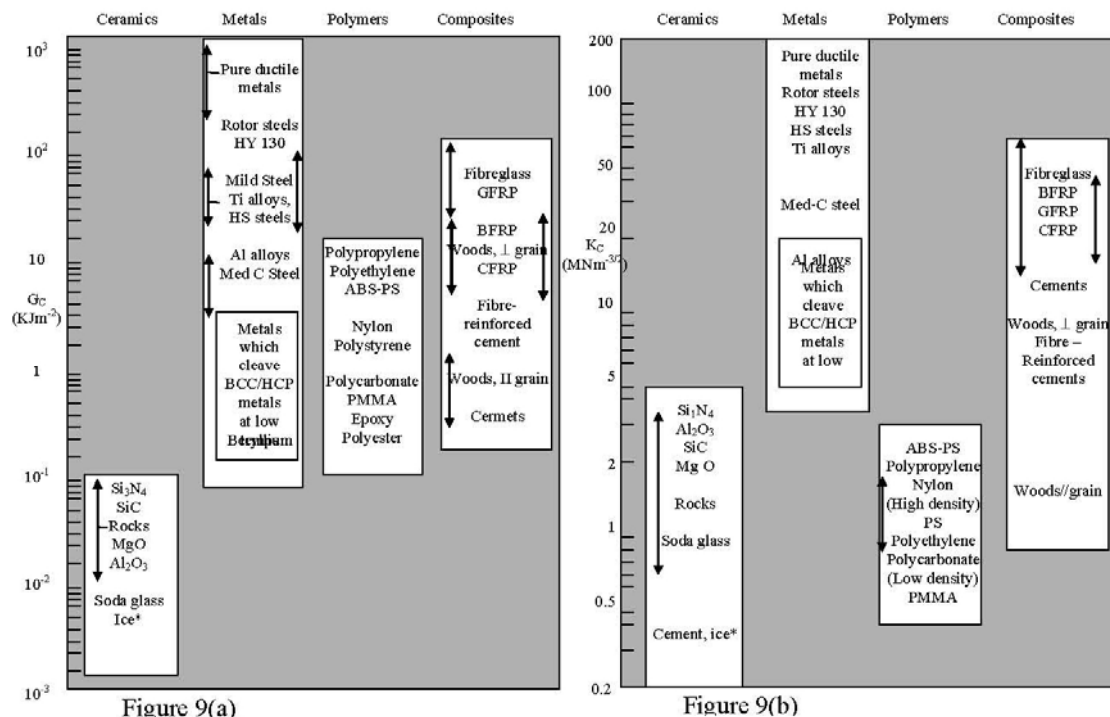 Ceramics
Metals
Polymers
Composites
10³
10²
10
G_C
(KJm⁻²)
1
10⁻¹
10⁻²
10⁻³
Si₃N₄
SiC
Rocks
MgO
Al₂O₃
Soda glass
Ice*
Pure ductile
metals
Rotor steels
HY 130
Mild Steel
Ti alloys,
HS steels
Al alloys
Med C Steel
Metals
which
cleave
BCC/HCP
metals
at low
Polypropylene
Polyethylene
ABS-PS
Nylon
Polystyrene
Polycarbonate
PMMA
Epoxy
Polyester
Fibreglass
GFRP
BFRP
Woods, ⊥ grain
CFRP
Fibre-
reinforced
cement
Woods, II grain
Cermets
Figure 9(a)
Ceramics
Metals
Polymers
Composites
200
100
50
20
K_C
(MNm⁻³/²)
10
5
2
1
0.5
0.2
Si₁N₄
Al₂O₃
SiC
Mg O
Rocks
Soda glass
Cement, ice*
Pure ductile
metals
Rotor steels
HY 130
HS steels
Ti alloys
Med-C steel
Al alloys
Metals
which
cleave
BCC/HCP
metals
at low
ABS-PS
Polypropylene
Nylon
(High density)
PS
Polyethylene
Polycarbonate
(Low density)
PMMA
Fibreglass
BFRP
GFRP
CFRP
Cements
Woods, ⊥ grain
Fibre –
Reinforced
cements
Woods//grain
Figure 9(b)